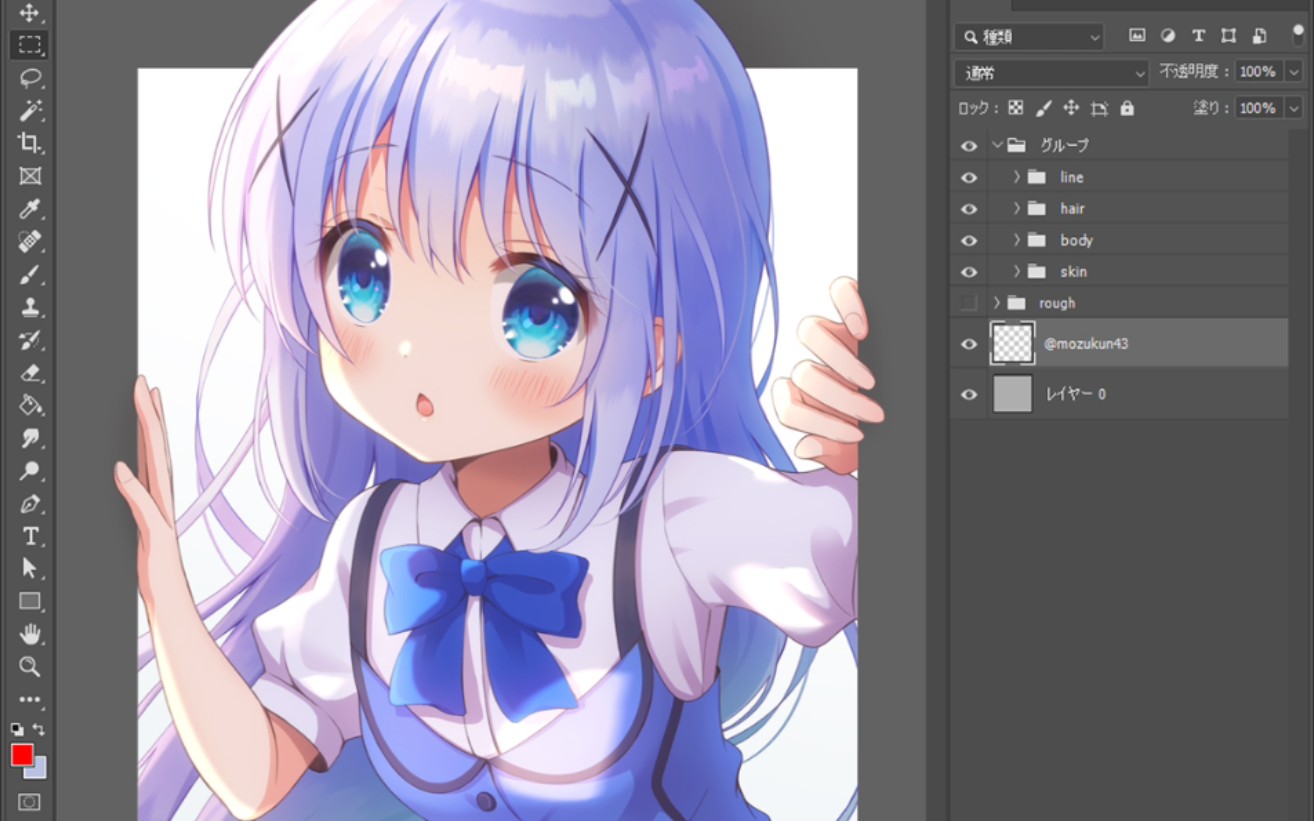 種類
通常
不透明度： 100%
ロック：
塗り： 100%
グループ
line
hair
body
skin
rough
@mozukun43
レイヤー 0